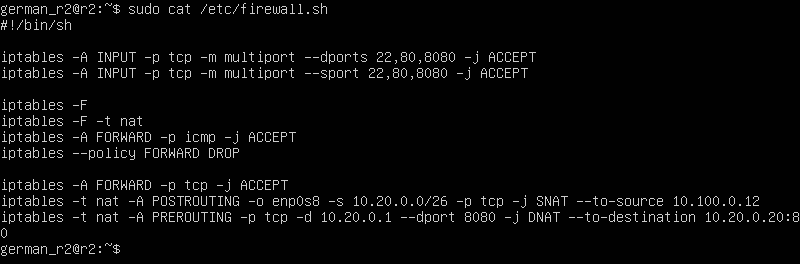 german_r2@r2:~$ sudo cat /etc/firewall.sh
#!/bin/sh
iptables -A INPUT -p tcp -m multiport --dports 22,80,8080 -j ACCEPT
iptables -A INPUT -p tcp -m multiport --sport 22,80,8080 -j ACCEPT
iptables -F
iptables -F -t nat
iptables -A FORWARD -p icmp -j ACCEPT
iptables --policy FORWARD DROP
iptables -A FORWARD -p tcp -j ACCEPT
iptables -t nat -A POSTROUTING -o enp0s8 -s 10.20.0.0/26 -p tcp -j SNAT --to-source 10.100.0.12
iptables -t nat -A PREROUTING -p tcp -d 10.20.0.1 --dport 8080 -j DNAT --to-destination 10.20.0.20:8
0
german_r2@r2:~$